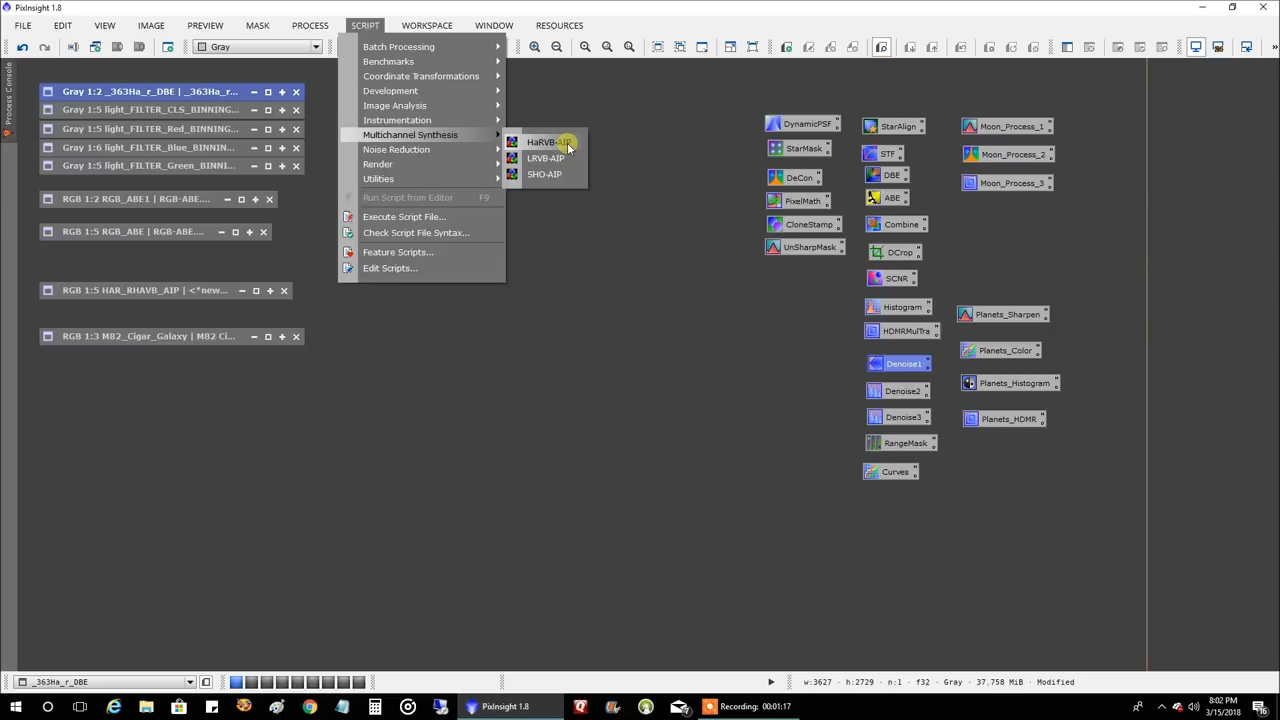 PixInsight 1.8
FILE EDIT VIEW IMAGE PREVIEW MASK PROCESS SCRIPT WORKSPACE WINDOW RESOURCES
Gray
Process Console
Gray 1:2 _363Ha_r_DBE | _363Ha_r...
Gray 1:5 light_FILTER_CLS_BINNING...
Gray 1:5 light_FILTER_Red_BINNING...
Gray 1:6 light_FILTER_Blue_BINNIN...
Gray 1:5 light_FILTER_Green_BINNI...
RGB 1:2 RGB_ABE1 | RGB-ABE....
RGB 1:5 RGB_ABE | RGB-ABE....
RGB 1:5 HAR_RHAVB_AIP | <*new...
RGB 1:3 M82_Cigar_Galaxy | M82 Ci...
Batch Processing
Benchmarks
Coordinate Transformations
Development
Image Analysis
Instrumentation
Multichannel Synthesis
Noise Reduction
Render
Utilities
Run Script from Editor F9
Execute Script File...
Check Script File Syntax...
Feature Scripts...
Edit Scripts...
HaRVB-AIP
LRVB-AIP
SHO-AIP
DynamicPSF
StarMask
DeCon
PixelMath
CloneStamp
UnSharpMask
StarAlign
STF
DBE
ABE
Combine
DCrop
SCNR
Histogram
HDMRMulTra
Denoise1
Denoise2
Denoise3
RangeMask
Curves
Moon_Process_1
Moon_Process_2
Moon_Process_3
Planets_Sharpen
Planets_Color
Planets_Histogram
Planets_HDMR
_363Ha_r_DBE
w:3627 · h:2729 · n:1 · f32 · Gray · 37.758 MiB · Modified
PixInsight 1.8
Recording: 00:01:17
8:02 PM
3/15/2018
16